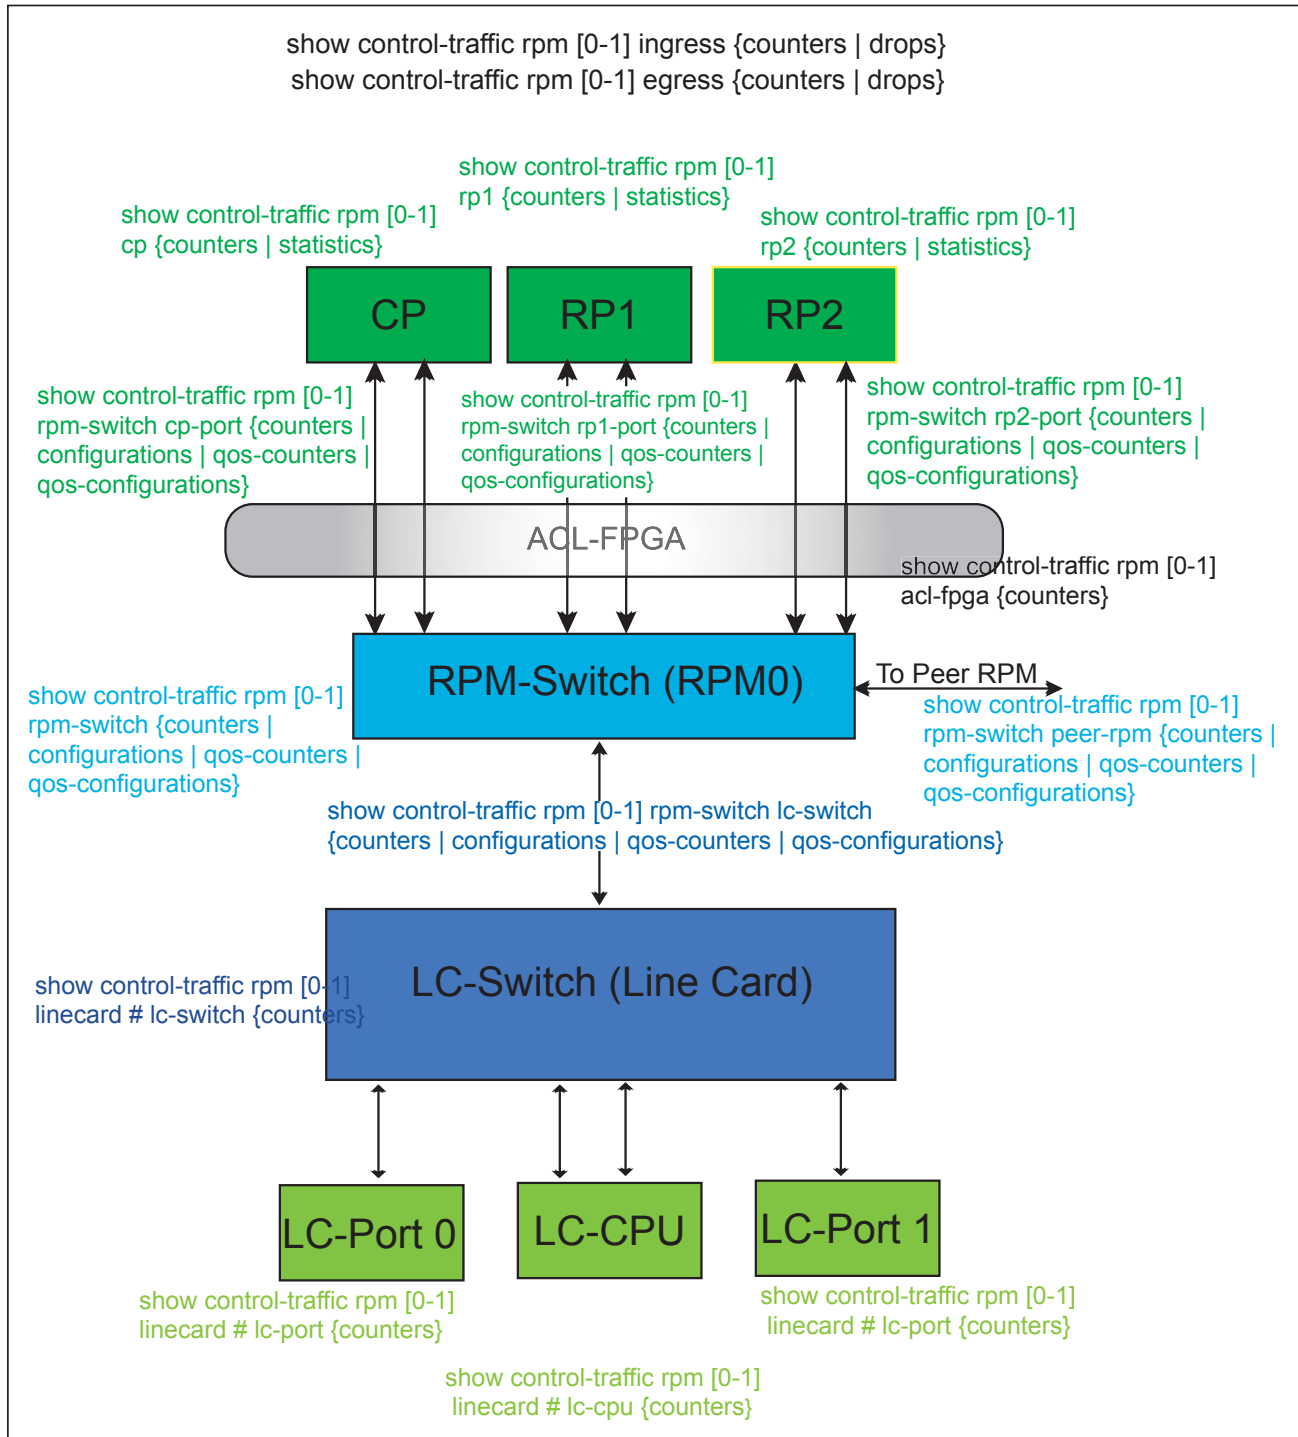 show control-traffic rpm [0-1] ingress {counters | drops}
show control-traffic rpm [0-1] egress {counters | drops}
show control-traffic rpm [0-1]
rp1 {counters | statistics}
show control-traffic rpm [0-1]
cp {counters | statistics}
show control-traffic rpm [0-1]
rp2 {counters | statistics}
CP
RP1
RP2
show control-traffic rpm [0-1]
rpm-switch cp-port {counters |
configurations | qos-counters |
qos-configurations}
show control-traffic rpm [0-1]
rpm-switch rp1-port {counters |
configurations | qos-counters |
qos-configurations}
show control-traffic rpm [0-1]
rpm-switch rp2-port {counters |
configurations | qos-counters |
qos-configurations}
ACL-FPGA
show control-traffic rpm [0-1]
acl-fpga {counters}
RPM-Switch (RPM0)
To Peer RPM
show control-traffic rpm [0-1]
rpm-switch {counters |
configurations | qos-counters |
qos-configurations}
show control-traffic rpm [0-1]
rpm-switch peer-rpm {counters |
configurations | qos-counters |
qos-configurations}
show control-traffic rpm [0-1] rpm-switch lc-switch
{counters | configurations | qos-counters | qos-configurations}
LC-Switch (Line Card)
show control-traffic rpm [0-1]
linecard # lc-switch {counters}
LC-Port 0
LC-CPU
LC-Port 1
show control-traffic rpm [0-1]
linecard # lc-port {counters}
show control-traffic rpm [0-1]
linecard # lc-port {counters}
show control-traffic rpm [0-1]
linecard # lc-cpu {counters}